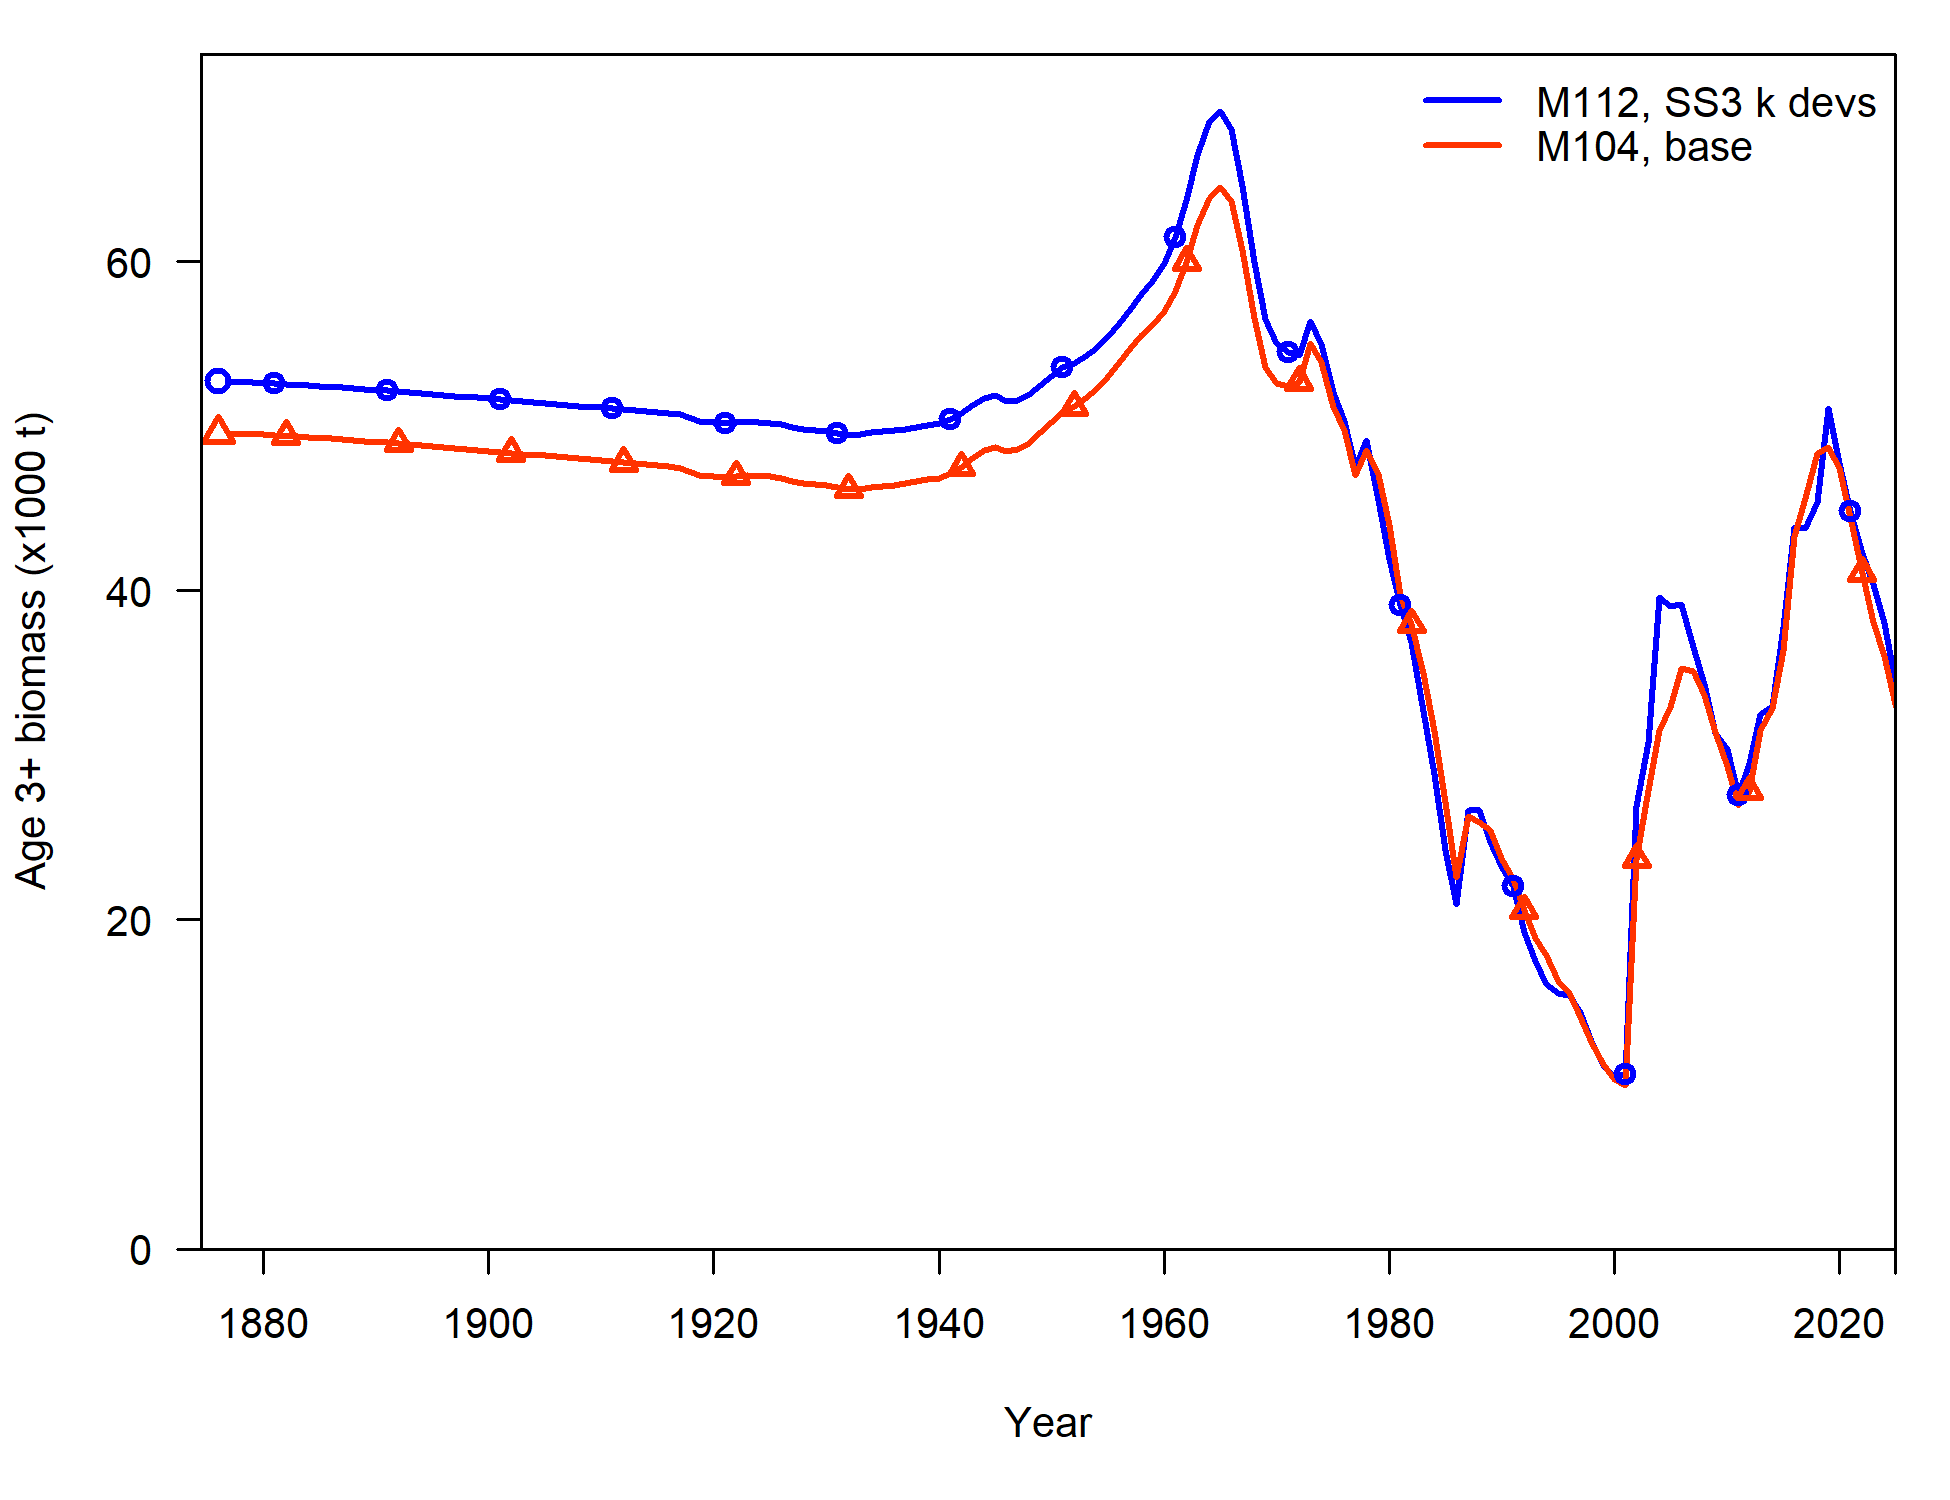 M112, SS3 k devs
M104, base
Age 3+ biomass (x1000 t)
60
40
20
0
1880 1900 1920 1940 1960 1980 2000 2020
Year